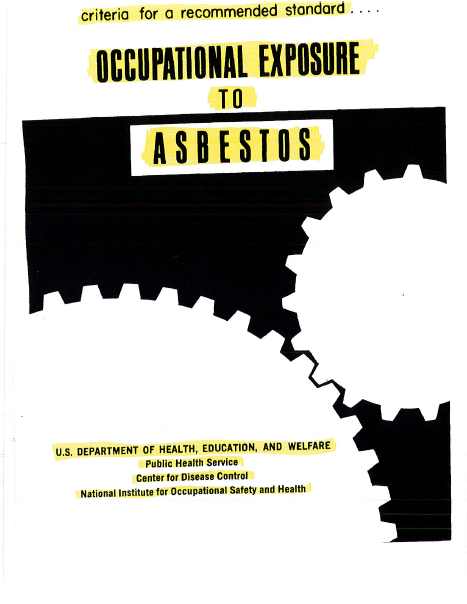 criteria for a recommended standard ....
OCCUPATIONAL EXPOSURE
TO
ASBESTOS
U.S. DEPARTMENT OF HEALTH, EDUCATION, AND WELFARE
Public Health Service
Center for Disease Control
National Institute for Occupational Safety and Health